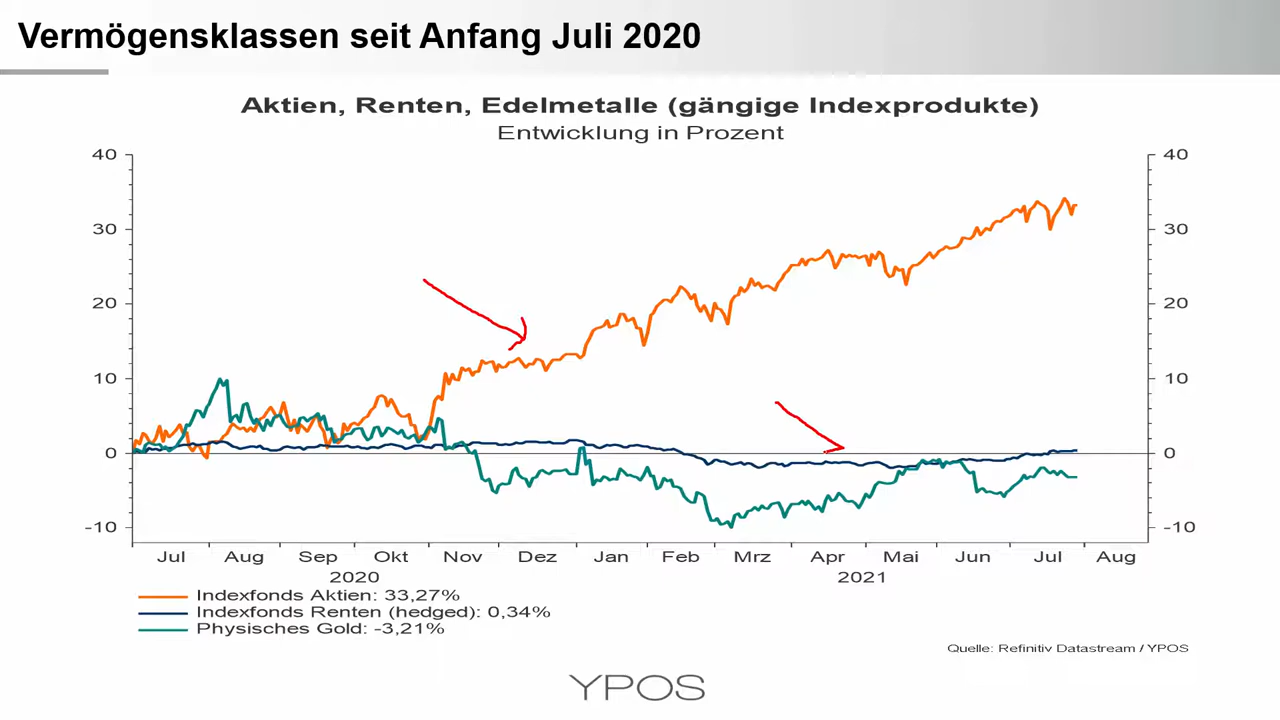 Vermögensklassen seit Anfang Juli 2020
Aktien, Renten, Edelmetalle (gängige Indexprodukte)
Entwicklung in Prozent
40 40
30 30
20 20
10 10
0 0
-10 -10
Jul Aug Sep Okt Nov Dez Jan Feb Mrz Apr Mai Jun Jul Aug
2020 2021
Indexfonds Aktien: 33,27%
Indexfonds Renten (hedged): 0,34%
Physisches Gold: -3,21%
Quelle: Refinitiv Datastream / YPOS
YPOS